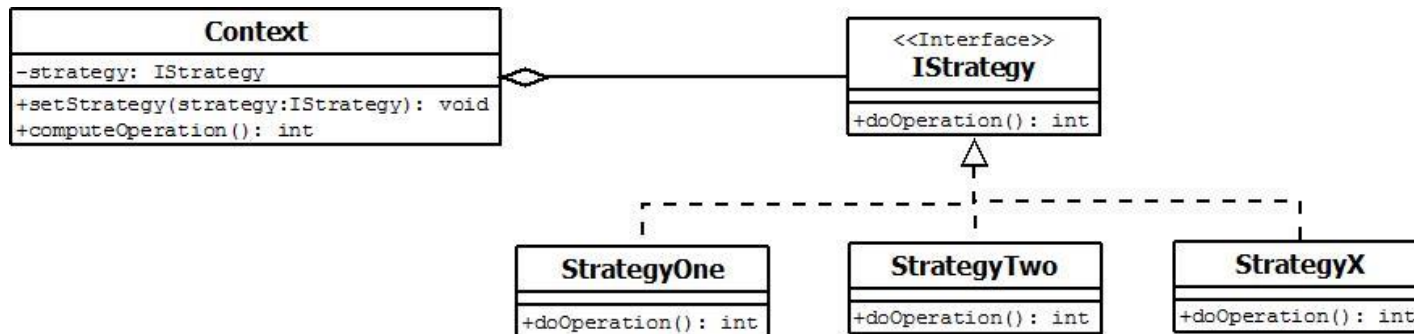 Context
-strategy: IStrategy
+setStrategy(strategy:IStrategy): void
+computeOperation(): int
<<Interface>>
IStrategy
+doOperation(): int
StrategyOne
+doOperation(): int
StrategyTwo
+doOperation(): int
StrategyX
+doOperation(): int